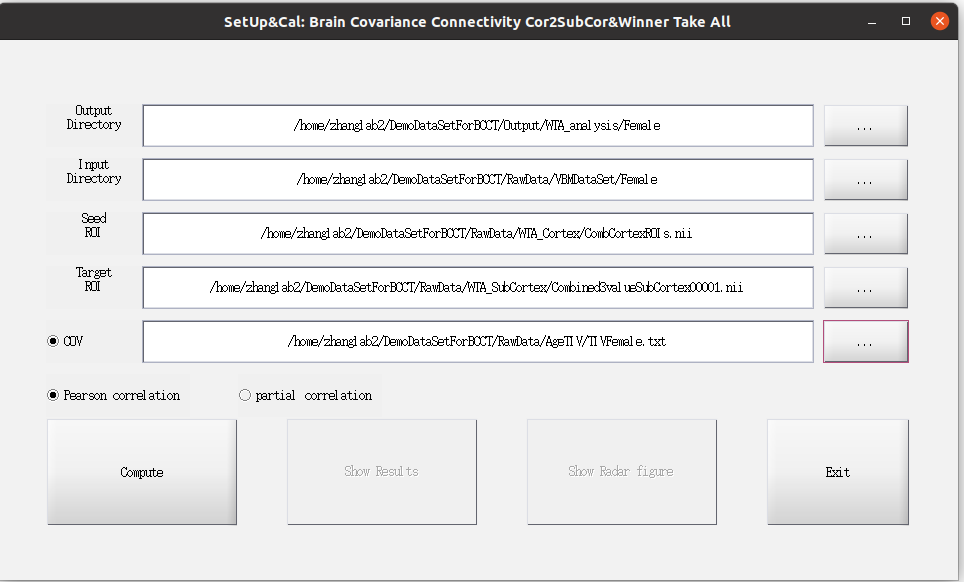 SetUp&Cal: Brain Covariance Connectivity Cor2SubCor&Winner Take All
Output
Directory
/home/zhanglab2/DemoDataSetForBCCT/Output/WTA_analysis/Female
...
Input
Directory
/home/zhanglab2/DemoDataSetForBCCT/RawData/VBMDataSet/Female
...
Seed
ROI
/home/zhanglab2/DemoDataSetForBCCT/RawData/WTA_Cortex/CombCortexROIs.nii
...
Target
ROI
/home/zhanglab2/DemoDataSetForBCCT/RawData/WTA_SubCortex/Combined3valueSubCortex00001.nii
...
COV
/home/zhanglab2/DemoDataSetForBCCT/RawData/AgeTIV/TIVFemale.txt
...
Pearson correlation
partial correlation
Compute
Show Results
Show Radar figure
Exit